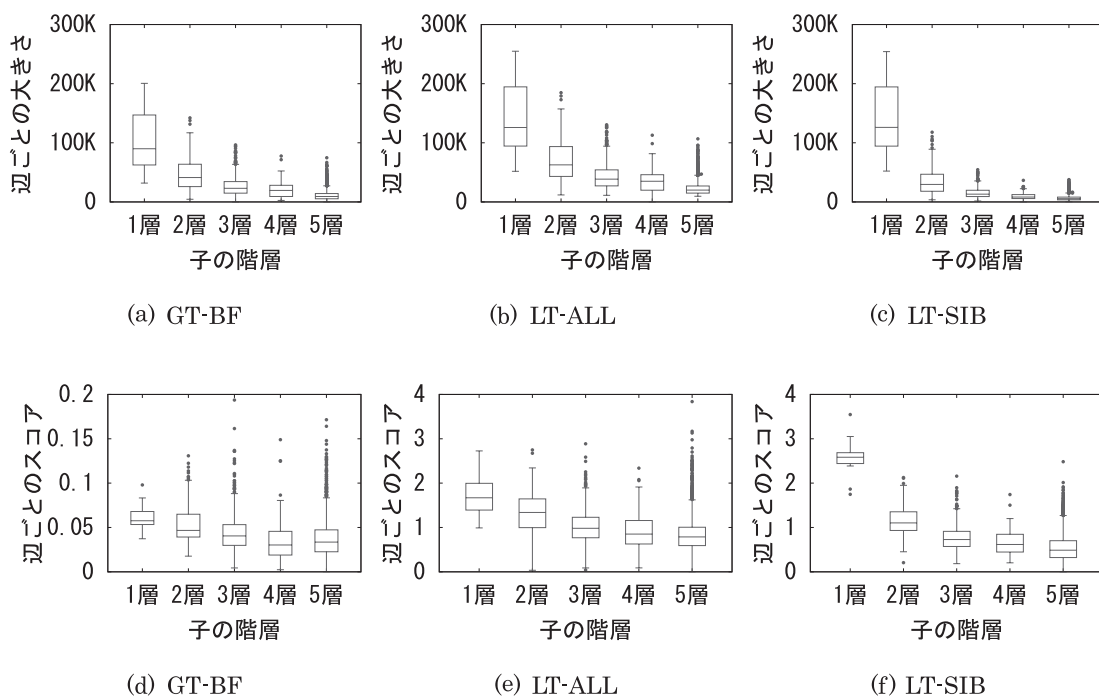 辺ごとの大きさ
300K
200K
100K
0
1層 2層 3層 4層 5層
子の階層
(a) GT-BF
辺ごとの大きさ
300K
200K
100K
0
1層 2層 3層 4層 5層
子の階層
(b) LT-ALL
辺ごとの大きさ
300K
200K
100K
0
1層 2層 3層 4層 5層
子の階層
(c) LT-SIB
辺ごとのスコア
0.2
0.15
0.1
0.05
0
1層 2層 3層 4層 5層
子の階層
(d) GT-BF
辺ごとのスコア
4
3
2
1
0
1層 2層 3層 4層 5層
子の階層
(e) LT-ALL
辺ごとのスコア
4
3
2
1
0
1層 2層 3層 4層 5層
子の階層
(f) LT-SIB